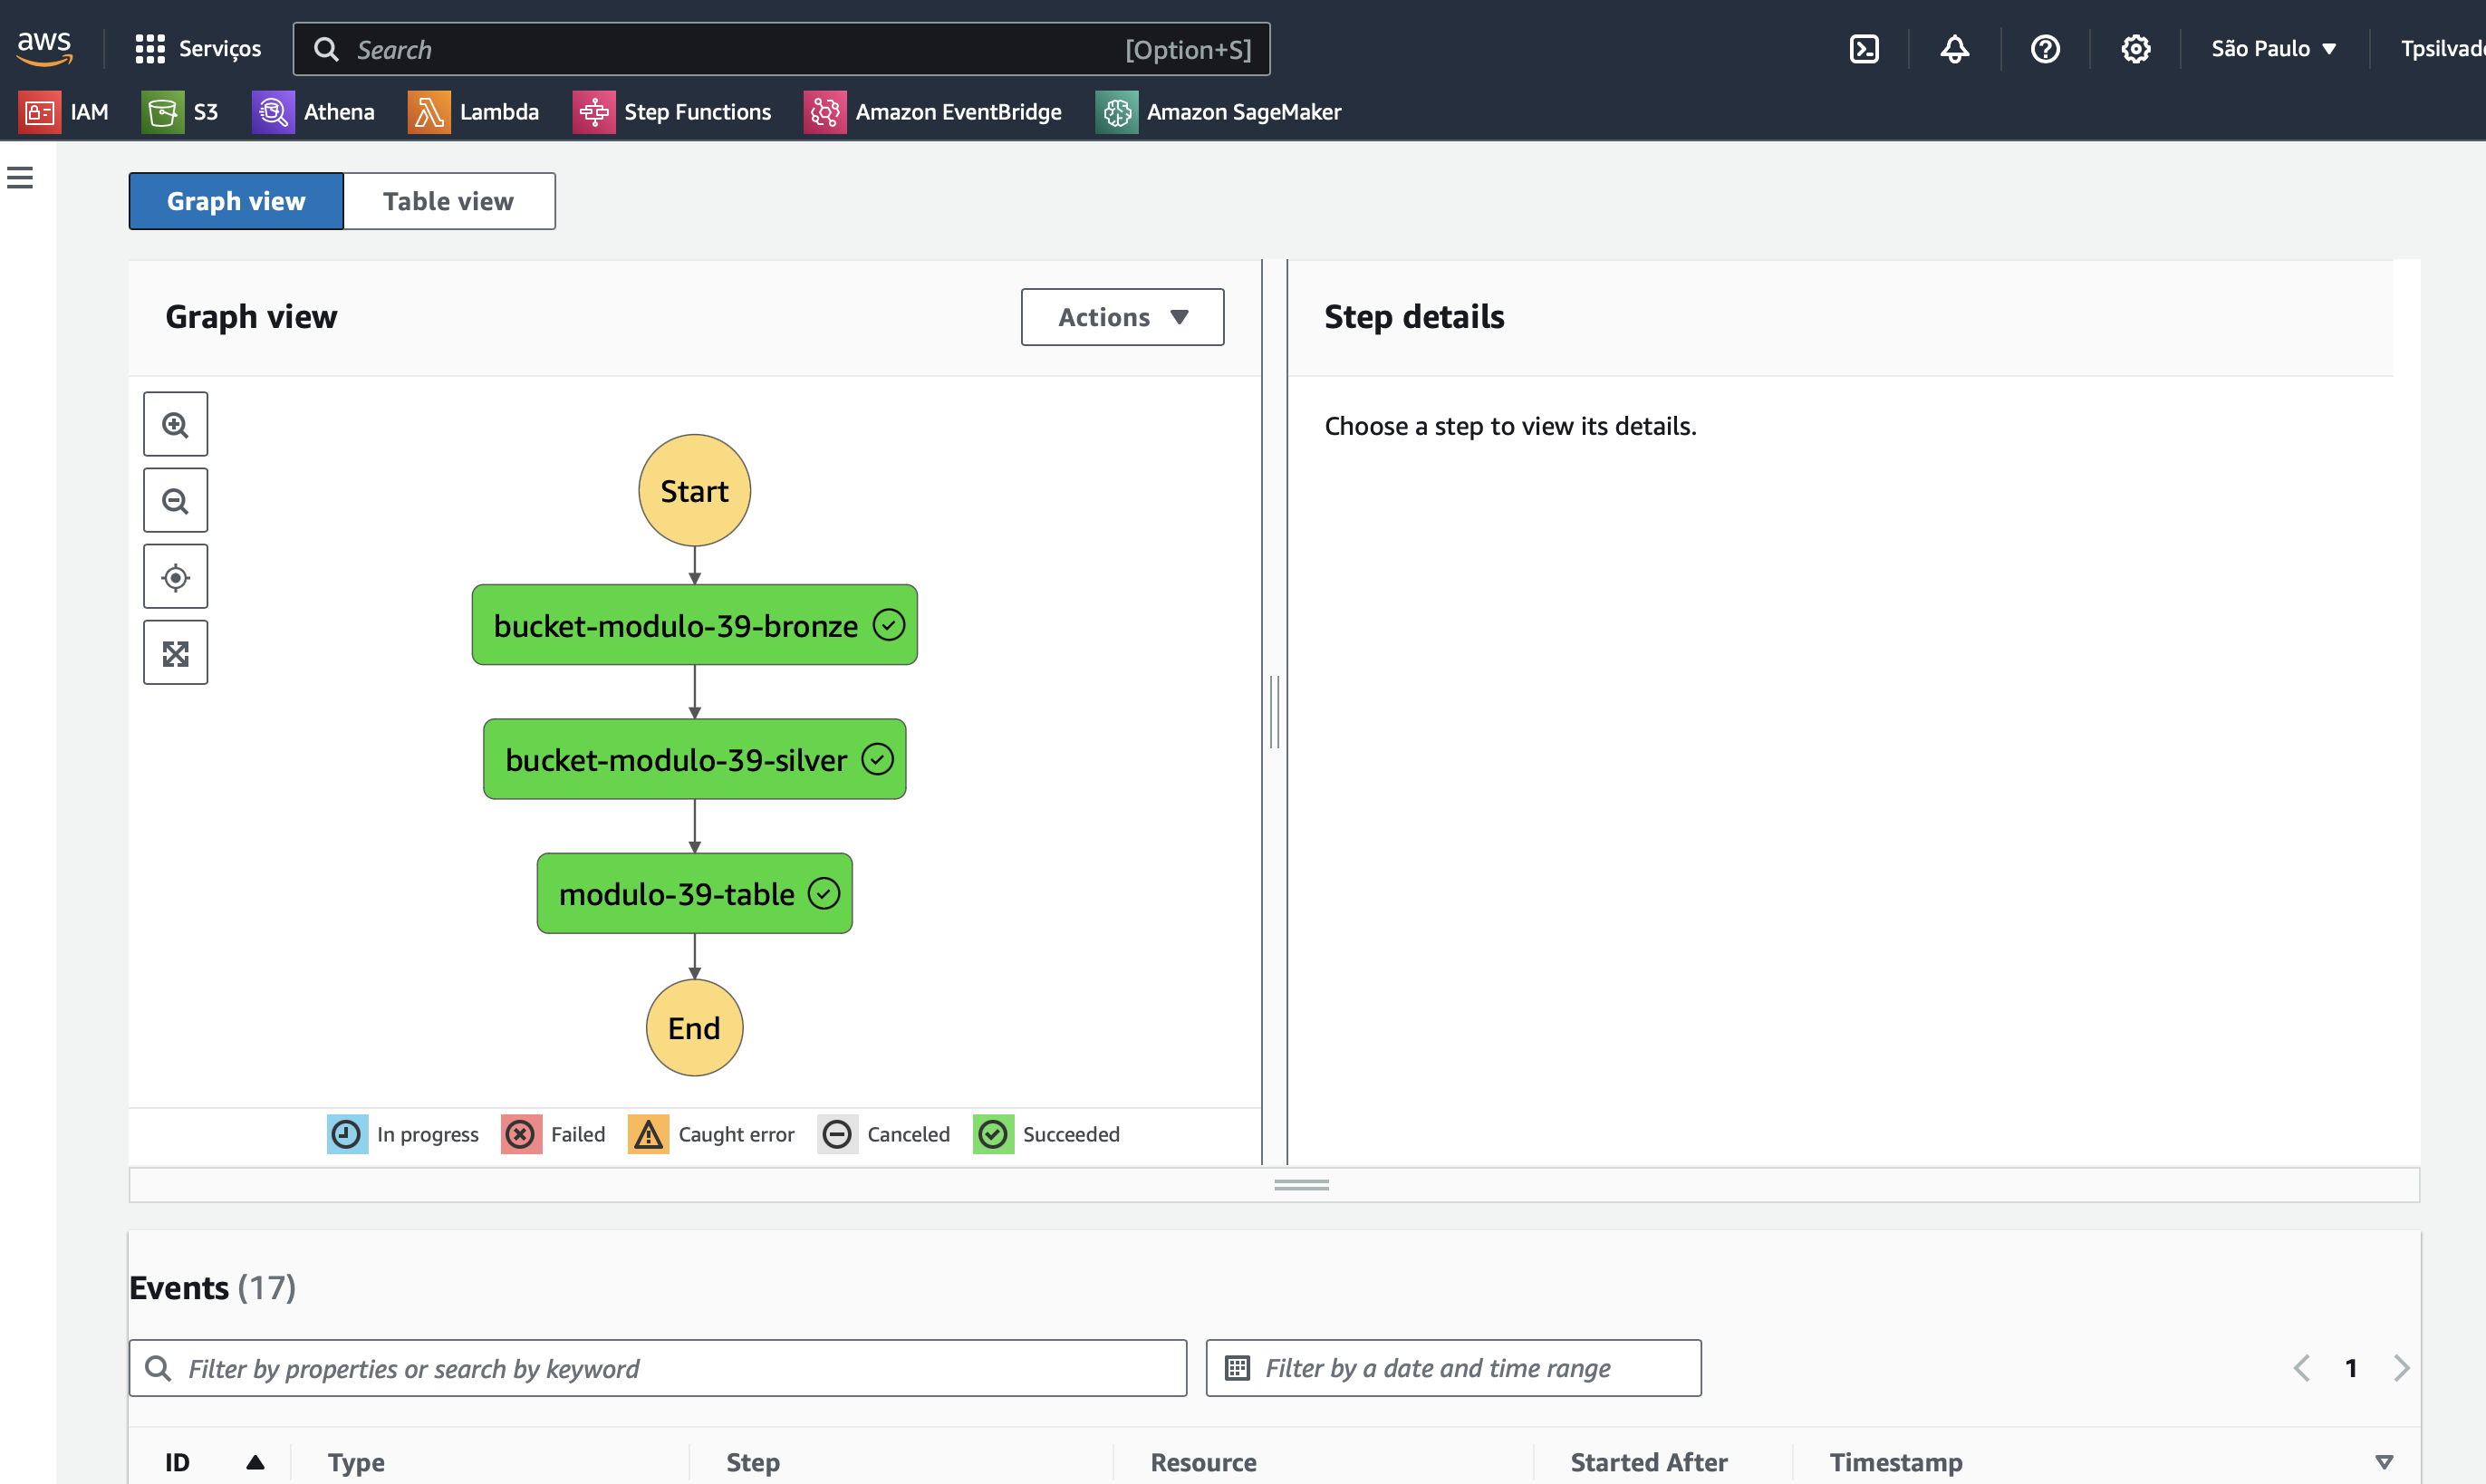 aws
Serviços
Search
[Option+S]
São Paulo
Tpsilvad
IAM
S3
Athena
Lambda
Step Functions
Amazon EventBridge
Amazon SageMaker
Graph view
Table view
Graph view
Actions
Step details
Choose a step to view its details.
Start
bucket-modulo-39-bronze
bucket-modulo-39-silver
modulo-39-table
End
In progress
Failed
Caught error
Canceled
Succeeded
Events (17)
Filter by properties or search by keyword
Filter by a date and time range
1
ID
Type
Step
Resource
Started After
Timestamp